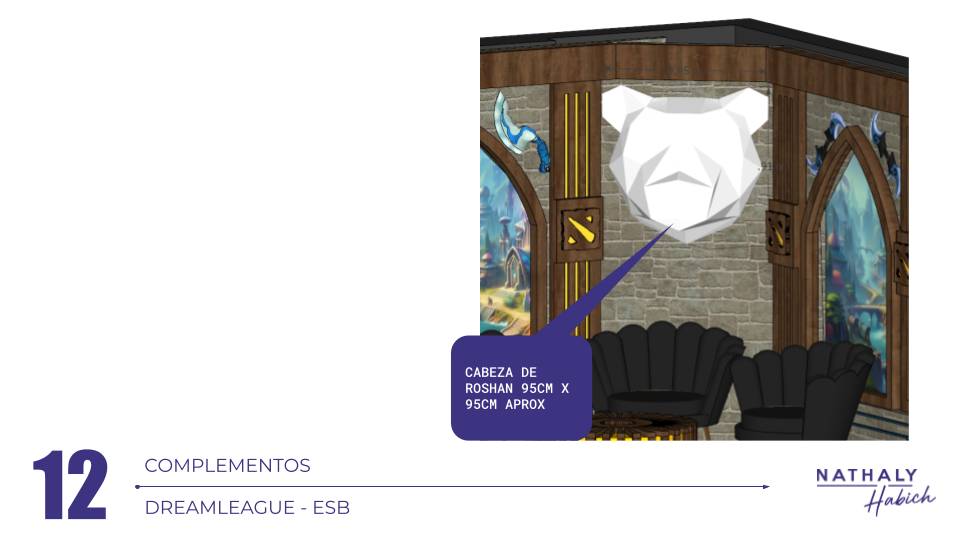 CABEZA DE
ROSHAN 95CM X
95CM APROX
12
COMPLEMENTOS
DREAMLEAGUE - ESB
NATHALY
Habich